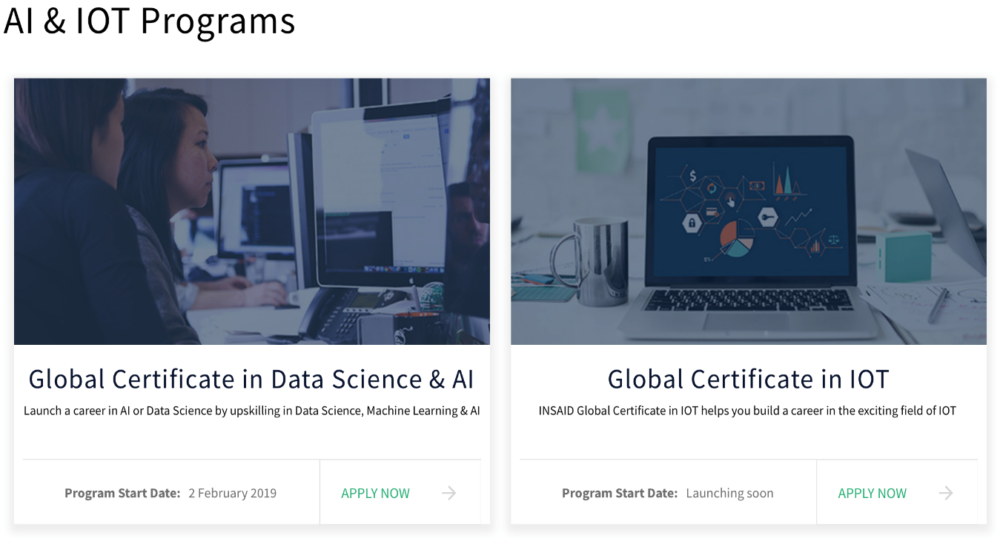 AI & IOT Programs
Global Certificate in Data Science & AI
Launch a career in AI or Data Science by upskilling in Data Science, Machine Learning & AI
Program Start Date: 2 February 2019
APPLY NOW
Global Certificate in IOT
INSAID Global Certificate in IOT helps you build a career in the exciting field of IOT
Program Start Date: Launching soon
APPLY NOW